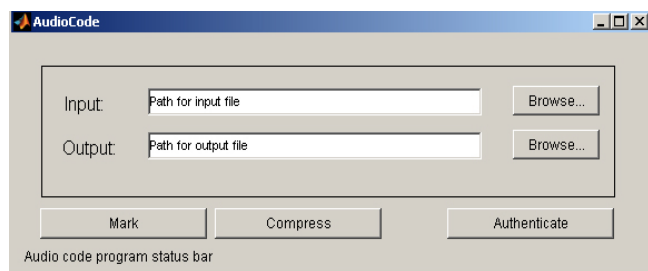 AudioCode
Input: Path for input file Browse...
Output: Path for output file Browse...
Mark Compress Authenticate
Audio code program status bar